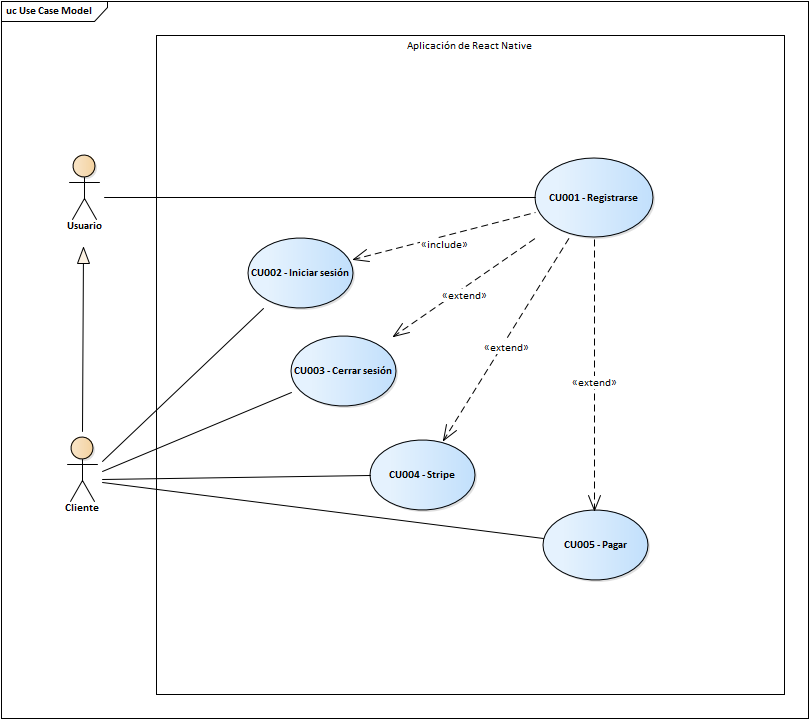 uc Use Case Model
Aplicación de React Native
Usuario
CU001 - Registrarse
«include»
CU002 - Iniciar sesión
«extend»
«extend»
CU003 - Cerrar sesión
«extend»
Cliente
CU004 - Stripe
CU005 - Pagar